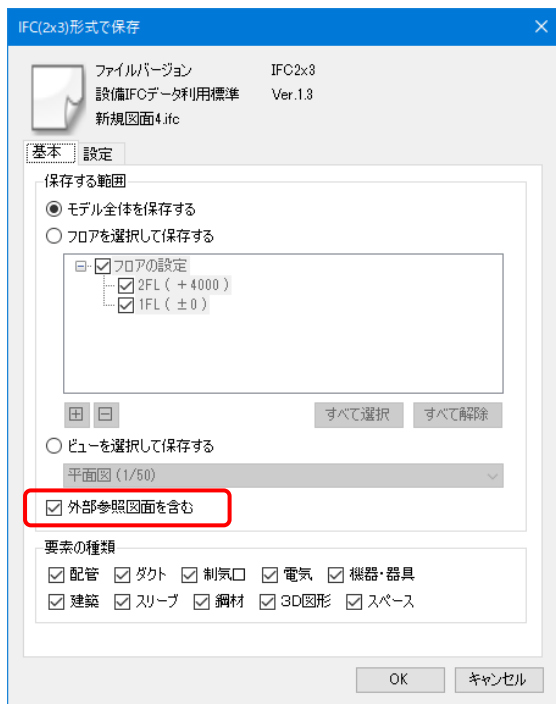 IFC(2x3)形式で保存
ファイルバージョン IFC2x3
設備IFCデータ利用標準 Ver.1.3
新規図面4.ifc
基本 設定
保存する範囲
モデル全体を保存する
フロアを選択して保存する
フロアの設定
2FL ( +4000 )
1FL ( ±0 )
すべて選択 すべて解除
ビューを選択して保存する
平面図 (1/50)
外部参照図面を含む
要素の種類
配管 ダクト 制気口 電気 機器・器具
建築 スリーブ 鋼材 3D図形 スペース
OK キャンセル